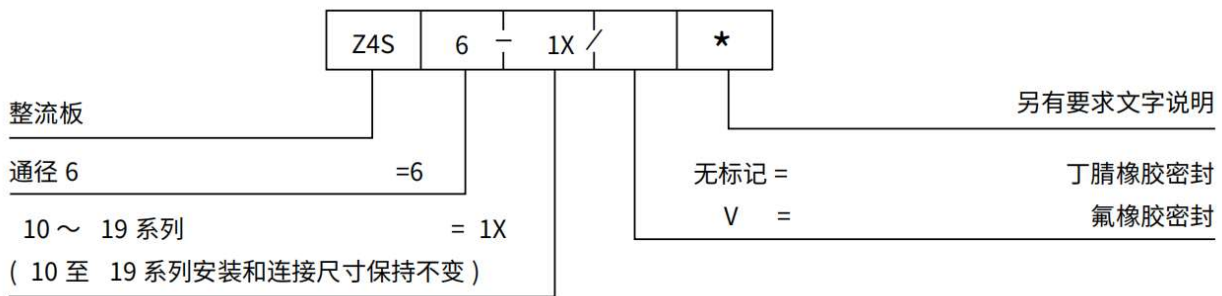 Z4S 6 - 1X / *
整流板
另有要求文字说明
通径 6 =6
无标记 = 丁腈橡胶密封
V = 氟橡胶密封
10～ 19 系列 = 1X
( 10 至 19 系列安装和连接尺寸保持不变 )